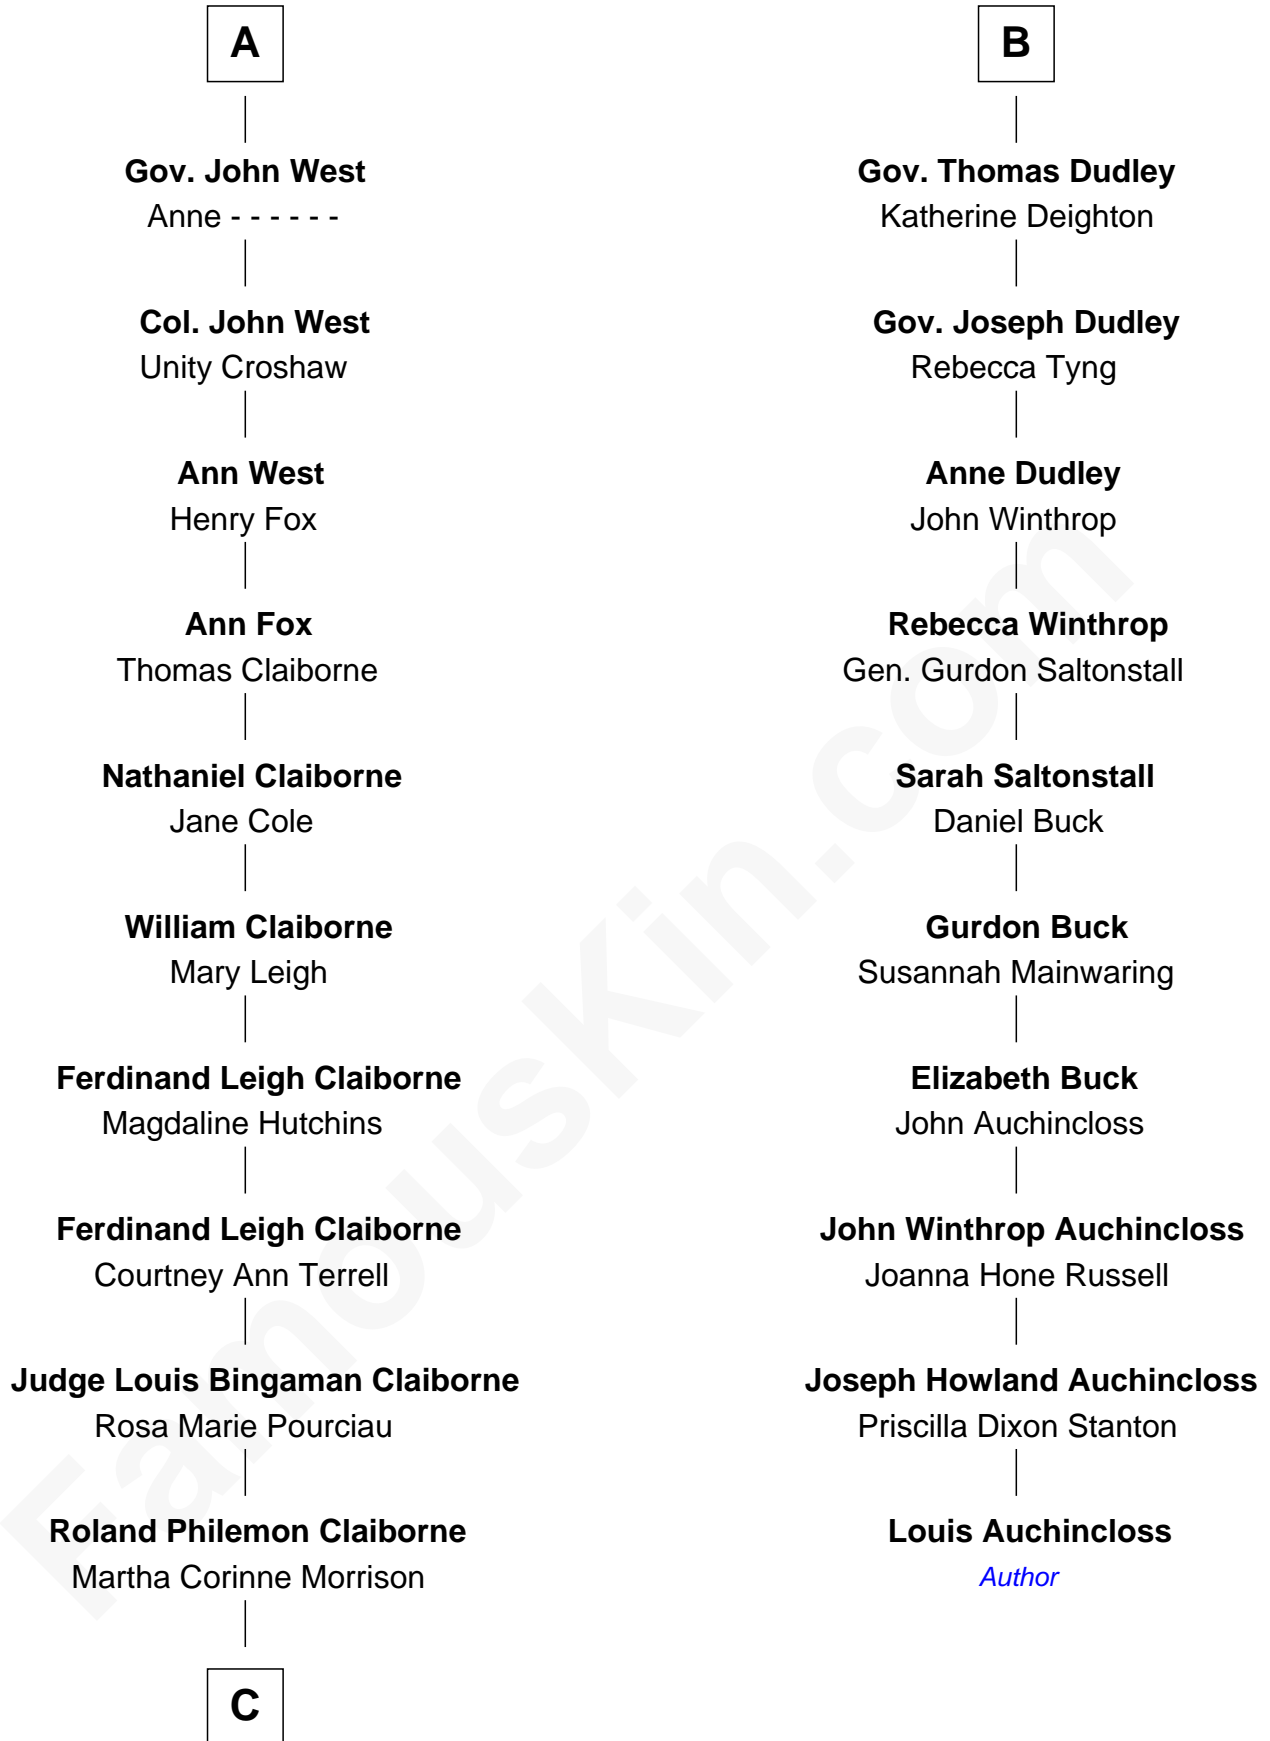 A
Gov. John West
Anne - - - - - -
Col. John West
Unity Croshaw
Ann West
Henry Fox
Ann Fox
Thomas Claiborne
Nathaniel Claiborne
Jane Cole
William Claiborne
Mary Leigh
Ferdinand Leigh Claiborne
Magdaline Hutchins
Ferdinand Leigh Claiborne
Courtney Ann Terrell
Judge Louis Bingaman Claiborne
Rosa Marie Pourciau
Roland Philemon Claiborne
Martha Corinne Morrison
C
B
Gov. Thomas Dudley
Katherine Deighton
Gov. Joseph Dudley
Rebecca Tyng
Anne Dudley
John Winthrop
Rebecca Winthrop
Gen. Gurdon Saltonstall
Sarah Saltonstall
Daniel Buck
Gurdon Buck
Susannah Mainwaring
Elizabeth Buck
John Auchincloss
John Winthrop Auchincloss
Joanna Hone Russell
Joseph Howland Auchincloss
Priscilla Dixon Stanton
Louis Auchincloss
Author
FamousKin.com